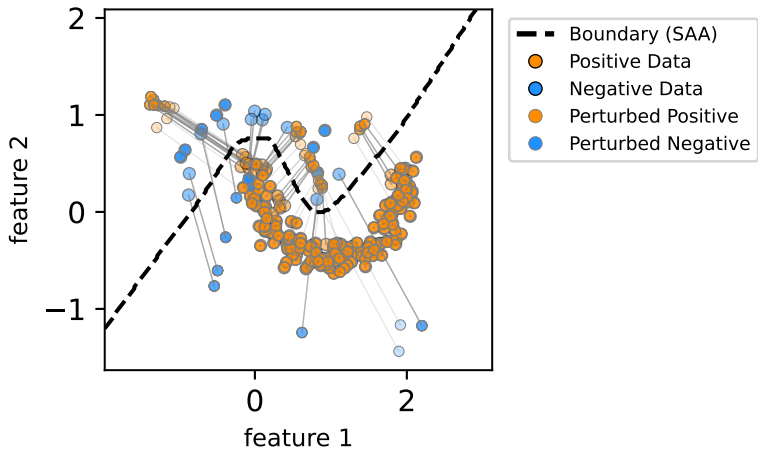 2
1
0
−1
0
2
feature 2
feature 1
Boundary (SAA)
Positive Data
Negative Data
Perturbed Positive
Perturbed Negative